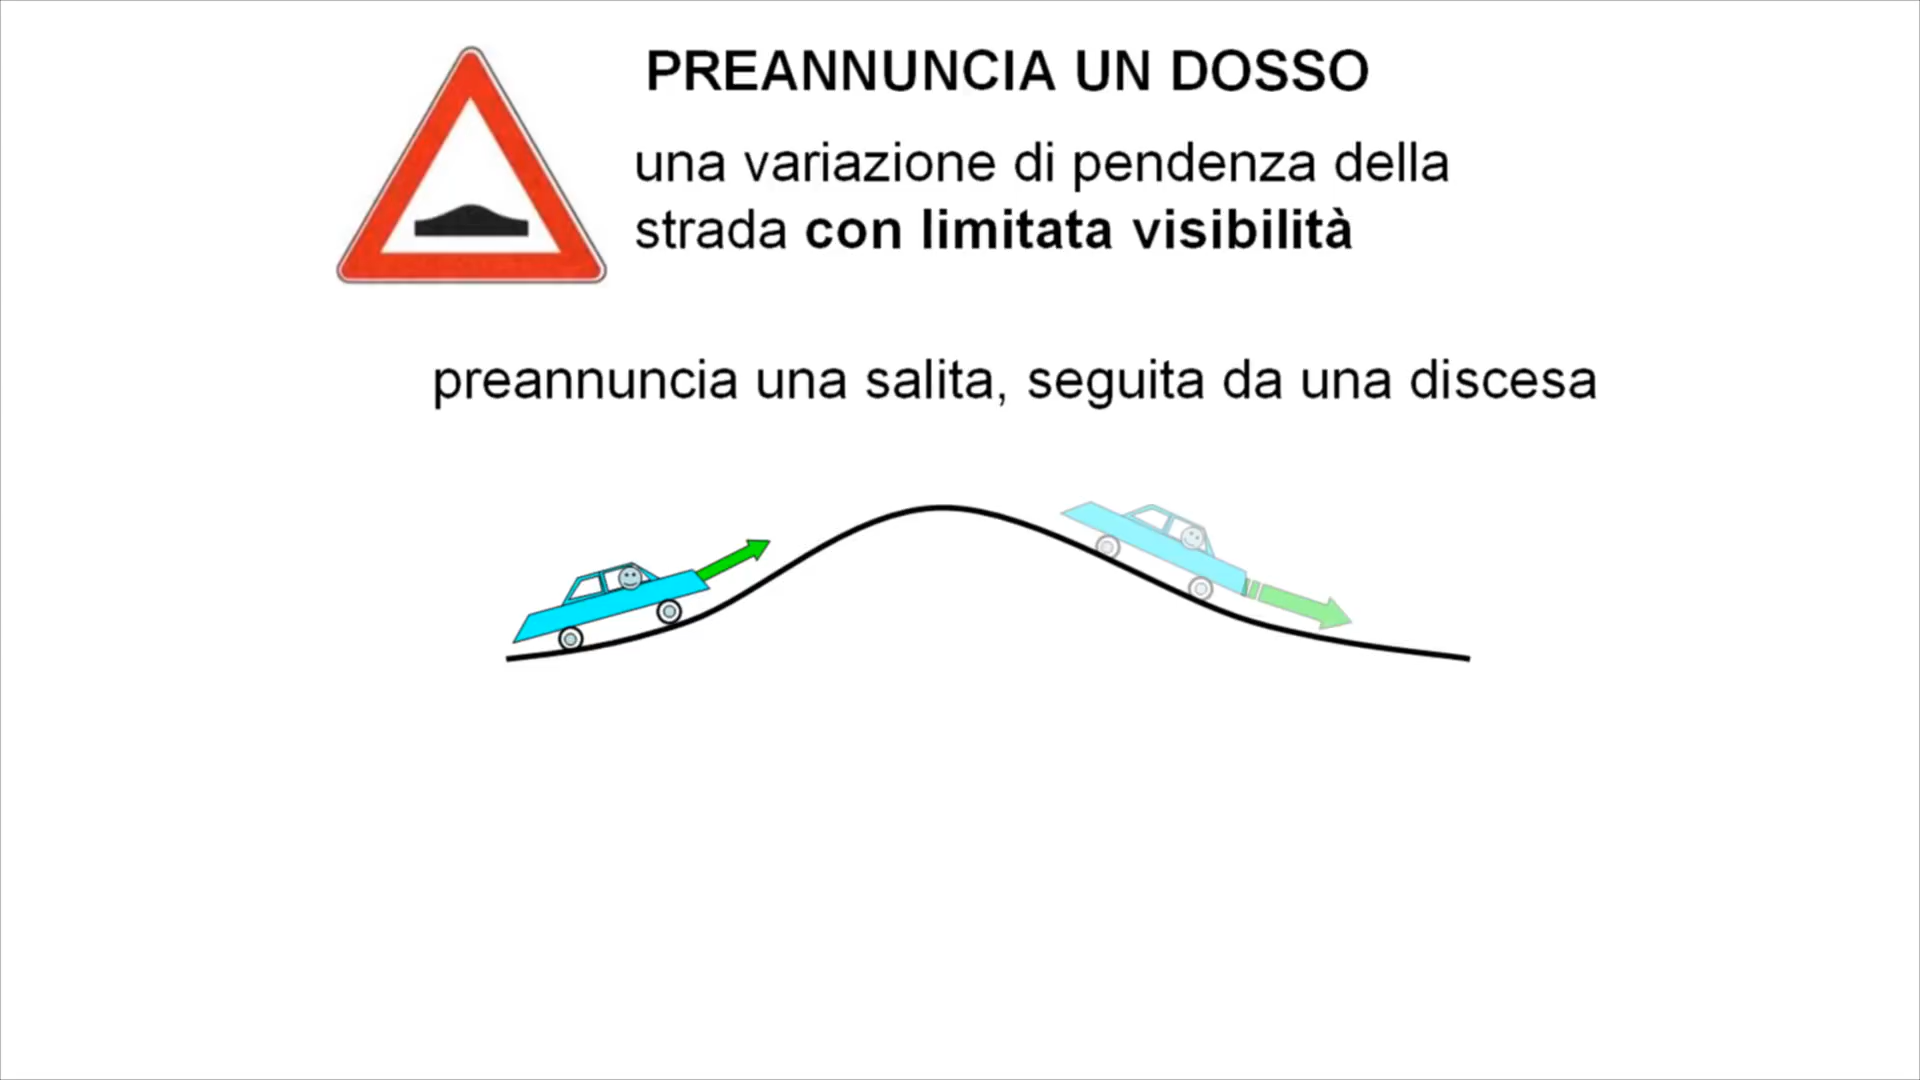 PREANNUNCIA UN DOSSO
una variazione di pendenza della
strada con limitata visibilità
preannuncia una salita, seguita da una discesa